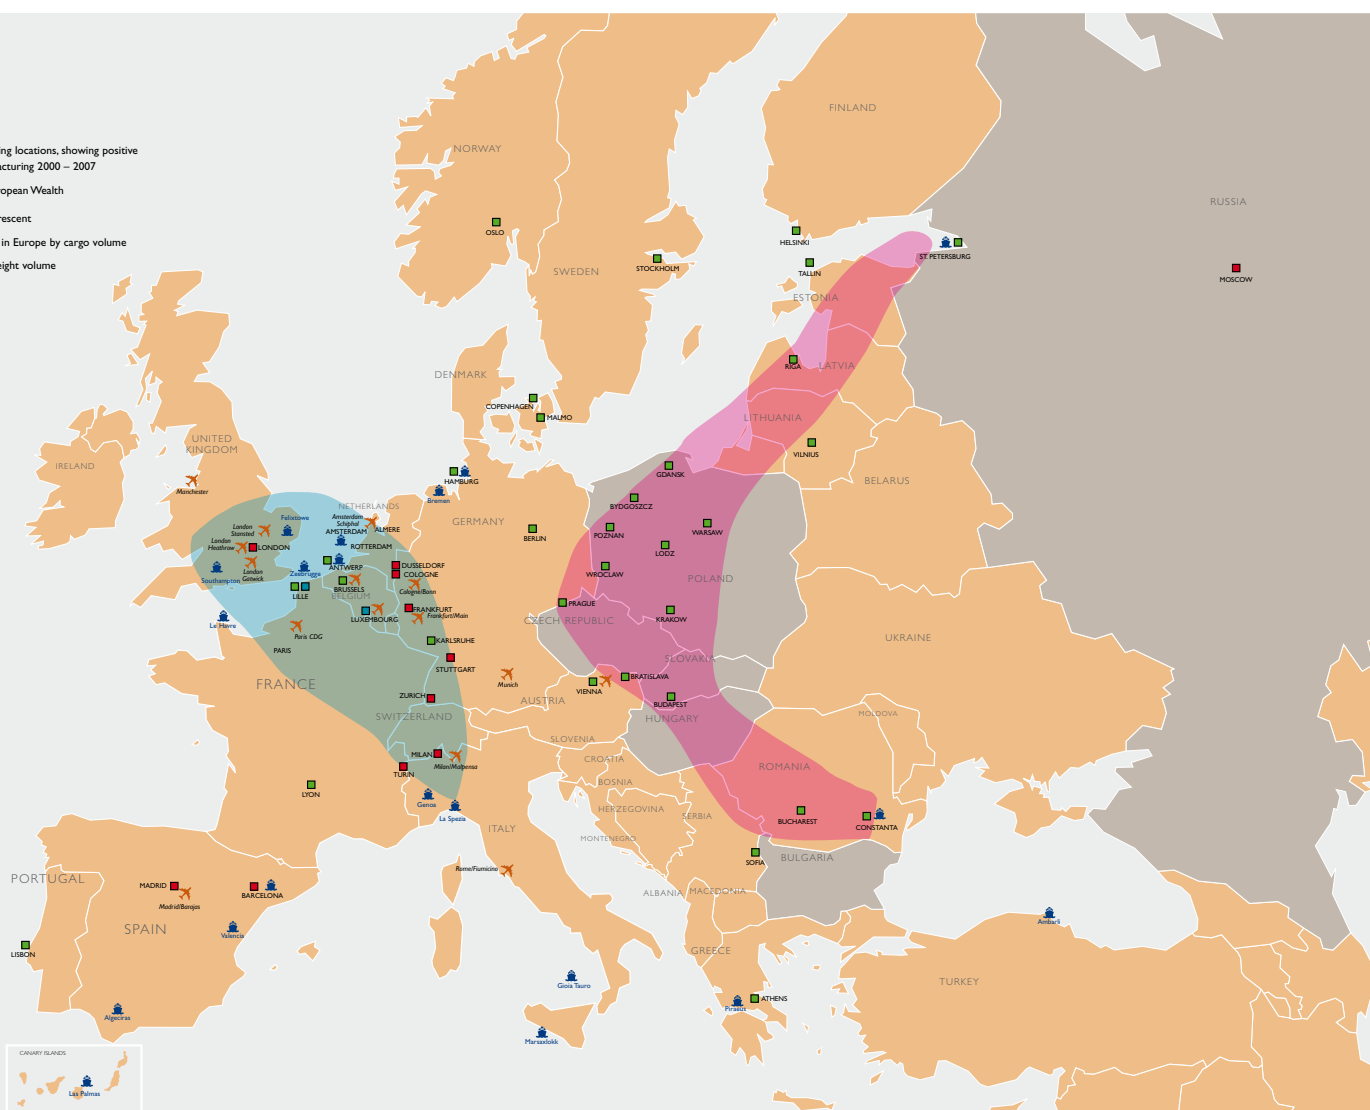 ing locations, showing positive
acturing 2000 – 2007
ropean Wealth
rescent
in Europe by cargo volume
eight volume
FINLAND
NORWAY
RUSSIA
OSLO
HELSINKI
STOCKHOLM
SWEDEN
ST. PETERSBURG
TALLIN
MOSCOW
ESTONIA
RIGA
LATVIA
DENMARK
COPENHAGEN
MALMO
LITHUANIA
UNITED
KINGDOM
IRELAND
VILNIUS
Manchester
HAMBURG
Bremen
GDANSK
BELARUS
NETHERLANDS
BYDGOSZCZ
Felixtowe
Amsterdam
Schiphal
AMSTERDAM
ALMERE
GERMANY
London
Stansted
BERLIN
POZNAN
WARSAW
London
Heathrow
LONDON
ROTTERDAM
LODZ
London
Gatwick
Southampton
Zeebrugge
ANTWERP
DUSSELDORF
COLOGNE
WROCLAW
POLAND
LILLE
BRUSSELS
BELGIUM
Cologne/Bonn
PRAGUE
Le Havre
LUXEMBOURG
FRANKFURT
Frankfurt/Main
CZECH REPUBLIC
KRAKOW
Paris CDG
PARIS
KARLSRUHE
UKRAINE
STUTTGART
SLOVAKIA
FRANCE
Munich
VIENNA
BRATISLAVA
ZURICH
AUSTRIA
BUDAPEST
SWITZERLAND
HUNGARY
MOLDOVA
SLOVENIA
MILAN
Milan/Malpensa
TURIN
CROATIA
ROMANIA
BOSNIA
LYON
Genoa
La Spezia
HERZEGOVINA
SERBIA
BUCHAREST
CONSTANTA
ITALY
MONTENEGRO
SOFIA
BULGARIA
Rome/Fiumicino
PORTUGAL
MADRID
Madrid/Barajas
BARCELONA
ALBANIA
MACEDONIA
SPAIN
Valencia
Ambarli
LISBON
GREECE
TURKEY
Gioia Tauro
ATHENS
Piraeus
Algeciras
Marsaxlokk
CANARY ISLANDS
Las Palmas